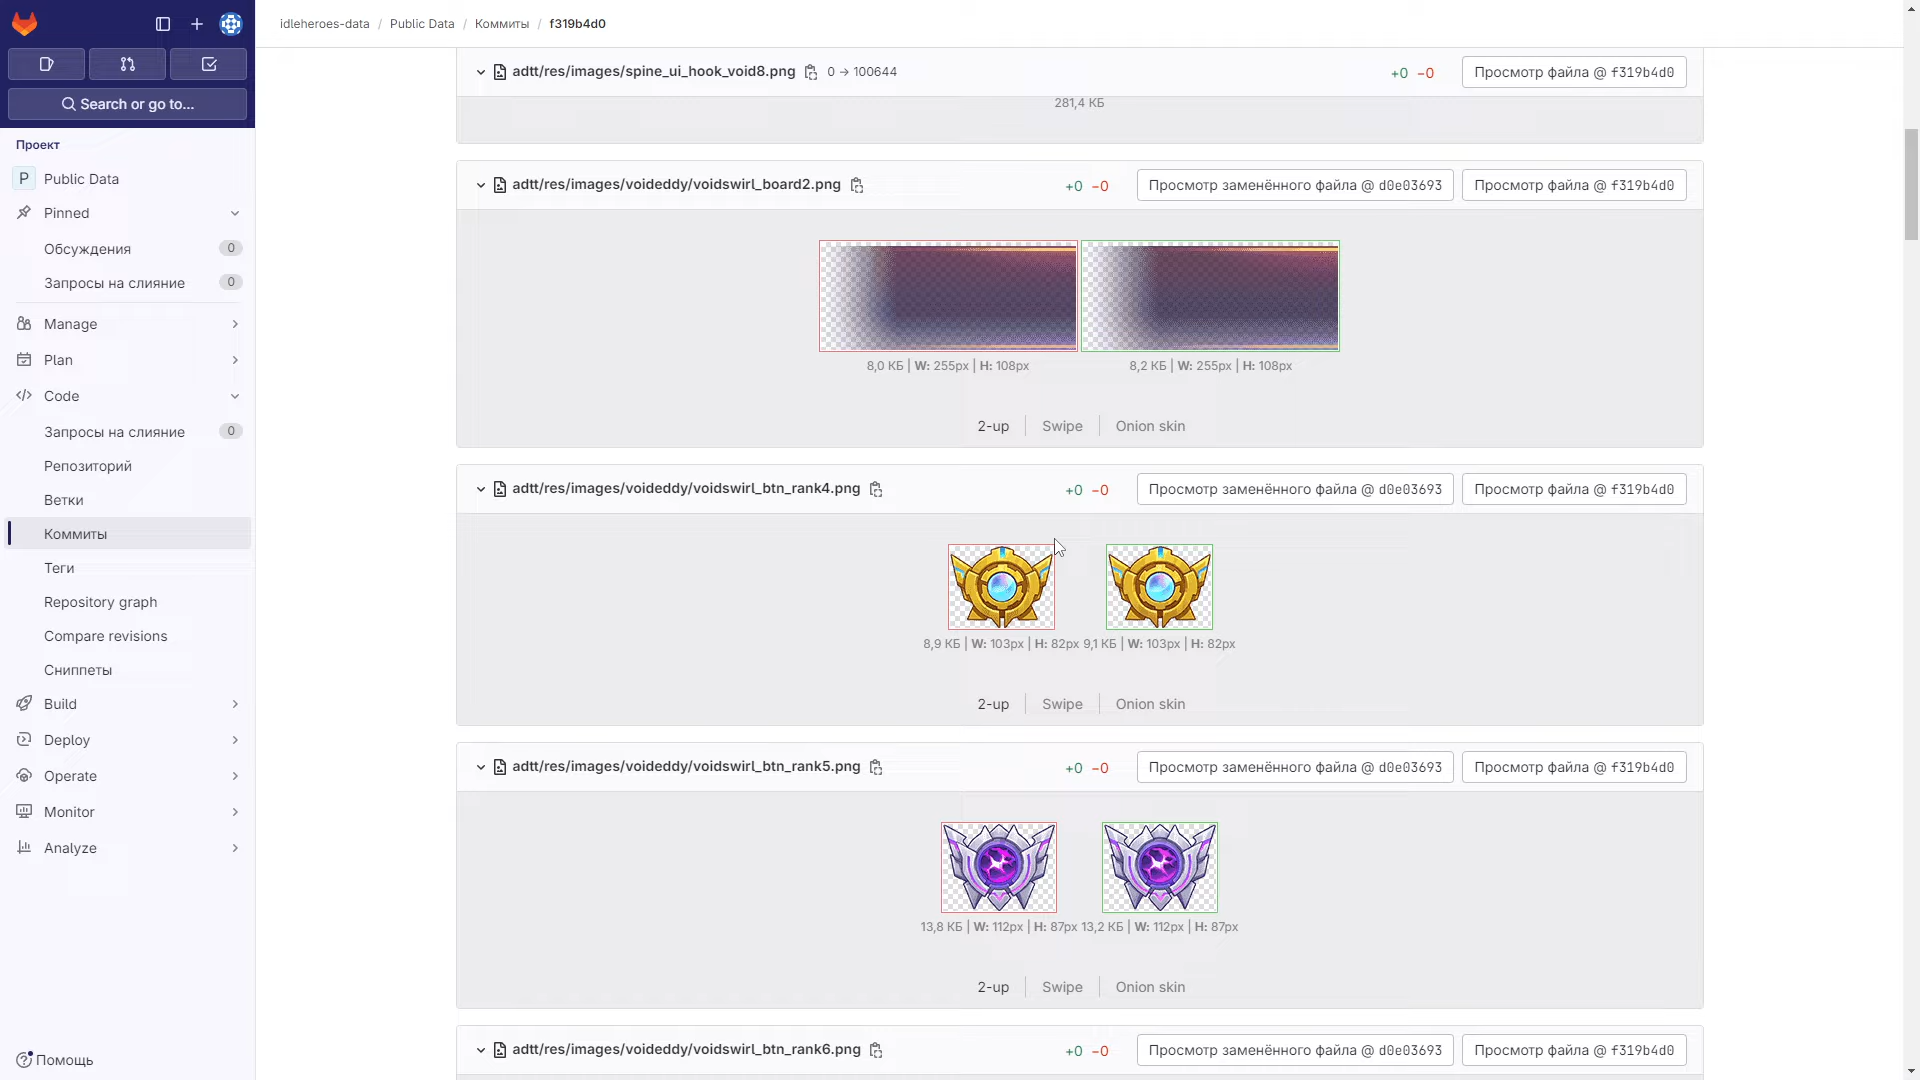 idleheroes-data / Public Data / Коммиты / f319b4d0
Search or go to...
Проект
P Public Data
Pinned
Обсуждения 0
Запросы на слияние 0
Manage
Plan
Code
Запросы на слияние 0
Репозиторий
Ветки
Коммиты
Теги
Repository graph
Compare revisions
Сниппеты
Build
Deploy
Operate
Monitor
Analyze
Помощь
adtt/res/images/spine_ui_hook_void8.png 0 → 100644 +0 −0 Просмотр файла @ f319b4d0
281,4 КБ
adtt/res/images/voideddy/voidswirl_board2.png +0 −0 Просмотр заменённого файла @ d0e03693 Просмотр файла @ f319b4d0
8,0 КБ | W: 255px | H: 108px 8,2 КБ | W: 255px | H: 108px
2-up Swipe Onion skin
adtt/res/images/voideddy/voidswirl_btn_rank4.png +0 −0 Просмотр заменённого файла @ d0e03693 Просмотр файла @ f319b4d0
8,9 КБ | W: 103px | H: 82px 9,1 КБ | W: 103px | H: 82px
2-up Swipe Onion skin
adtt/res/images/voideddy/voidswirl_btn_rank5.png +0 −0 Просмотр заменённого файла @ d0e03693 Просмотр файла @ f319b4d0
13,8 КБ | W: 112px | H: 87px 13,2 КБ | W: 112px | H: 87px
2-up Swipe Onion skin
adtt/res/images/voideddy/voidswirl_btn_rank6.png +0 −0 Просмотр заменённого файла @ d0e03693 Просмотр файла @ f319b4d0